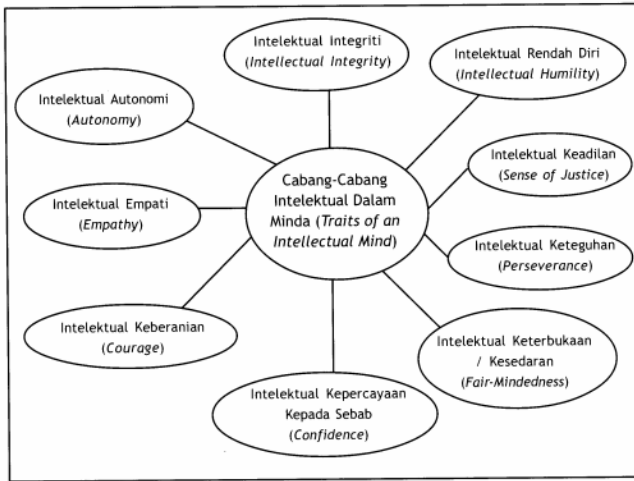 Intelektual Integriti
(Intellectual Integrity)
Intelektual Rendah Diri
(Intellectual Humility)
Intelektual Autonomi
(Autonomy)
Intelektual Keadilan
(Sense of Justice)
Cabang-Cabang
Intelektual Dalam
Minda (Traits of an
Intellectual Mind)
Intelektual Empati
(Empathy)
Intelektual Keteguhan
(Perseverance)
Intelektual Keberanian
(Courage)
Intelektual Keterbukaan
/ Kesedaran
(Fair-Mindedness)
Intelektual Kepercayaan
Kepada Sebab
(Confidence)